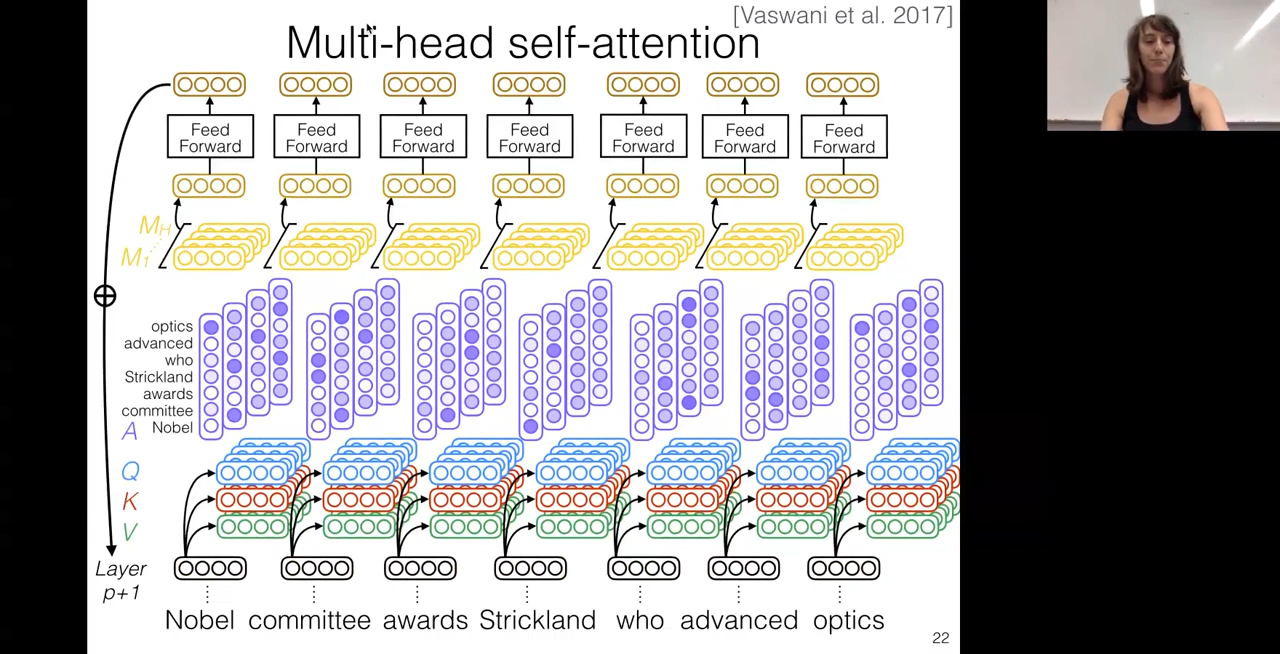 [Vaswani et al. 2017]
Multi-head self-attention
Feed Forward
Feed Forward
Feed Forward
Feed Forward
Feed Forward
Feed Forward
Feed Forward
MH
M1
optics
advanced
who
Strickland
awards
committee
Nobel
A
Q
K
V
Layer
p+1
Nobel committee awards Strickland who advanced optics
22